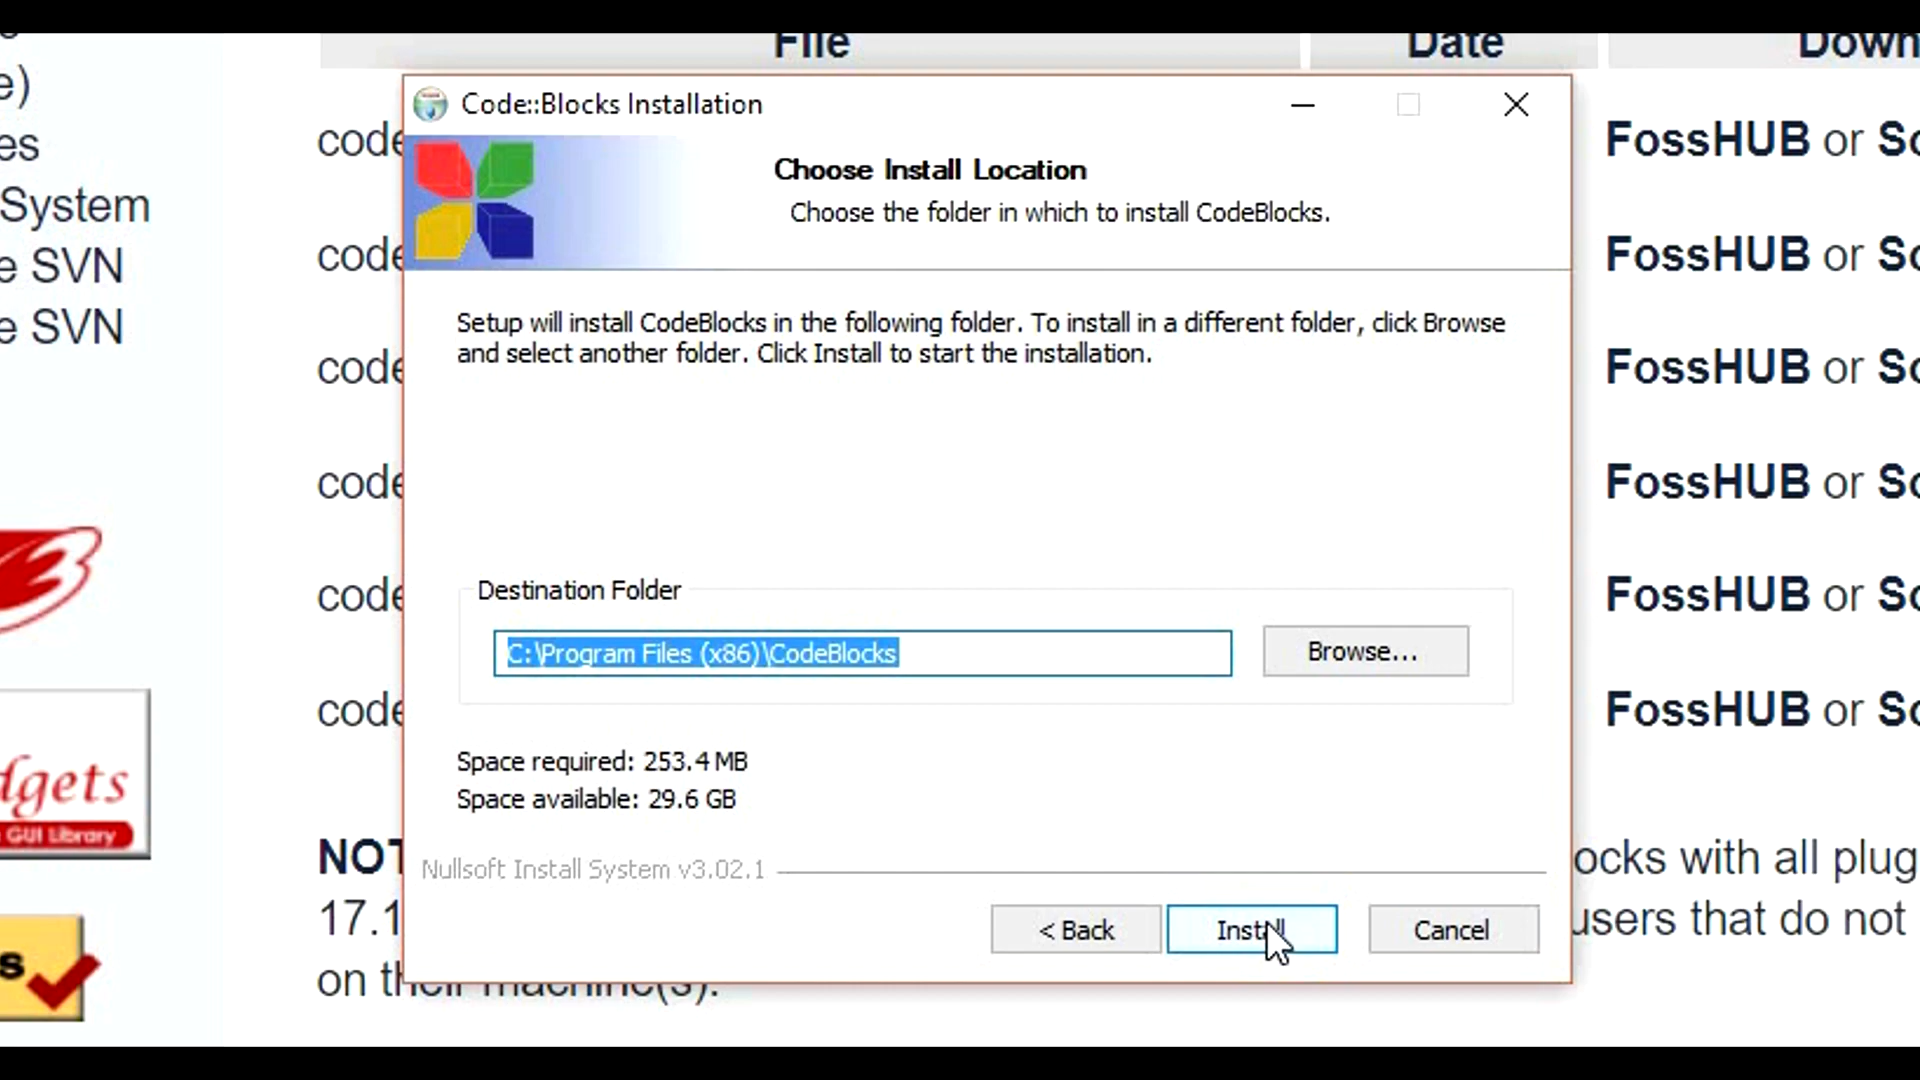 File Date
e)
es
System
e SVN
e SVN
Code::Blocks Installation
Choose Install Location
Choose the folder in which to install CodeBlocks.
Setup will install CodeBlocks in the following folder. To install in a different folder, click Browse
and select another folder. Click Install to start the installation.
Destination Folder
C:\Program Files (x86)\CodeBlocks
Browse...
Space required: 253.4 MB
Space available: 29.6 GB
Nullsoft Install System v3.02.1
< Back Install Cancel
code FossHUB or
code FossHUB or
code FossHUB or
code FossHUB or
code FossHUB or
code FossHUB or
dgets
GUI Library
NOT ocks with all plug
17.1 users that do not
on their machine(s).
s